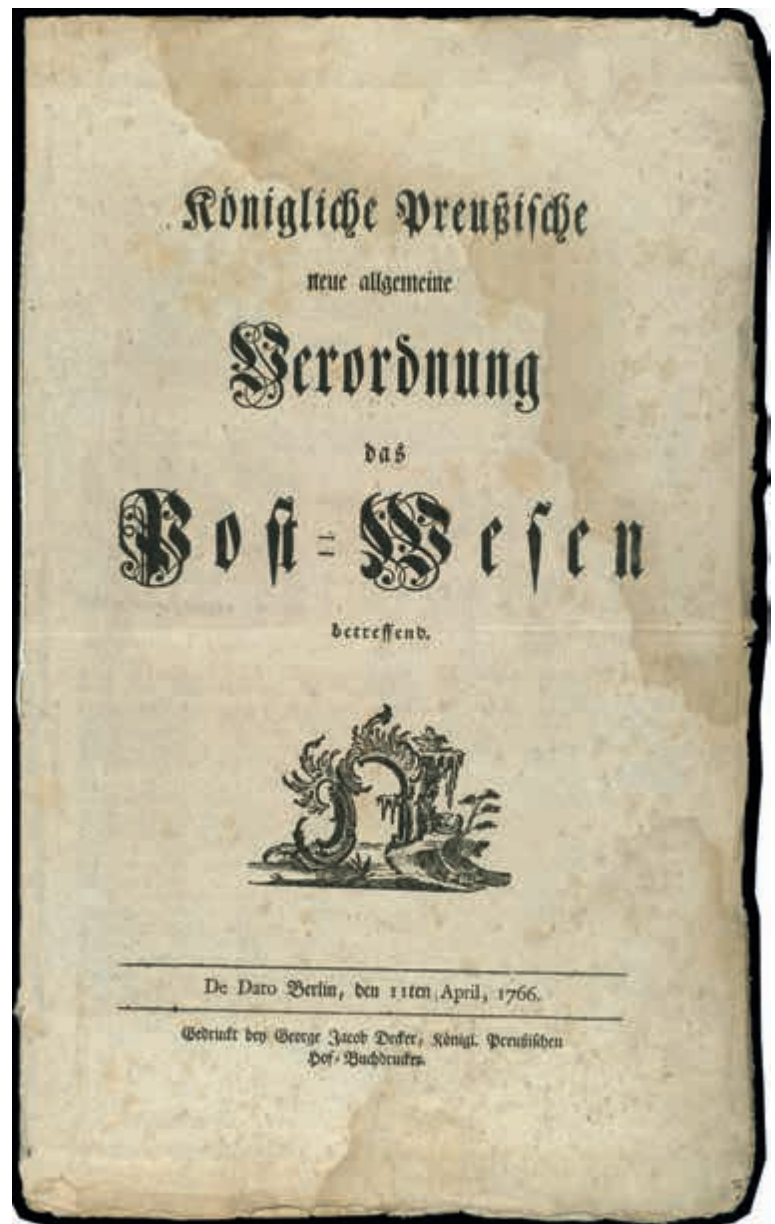 Königliche Preußische
neue allgemeine
Verordnung
das
Post=Wesen
betreffend.
De Dato Berlin, den 11ten April, 1766.
Gedruckt bey George Jacob Decker, Königl. Preußischen
Hof-Buchdrucker.